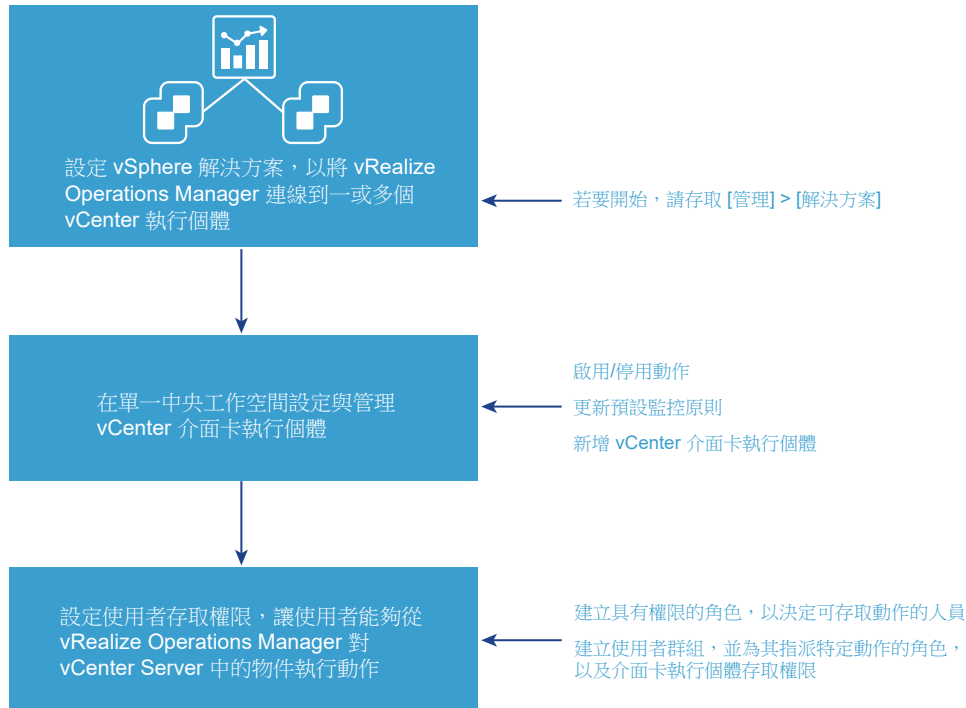 設定 vSphere 解決方案，以將 vRealize
Operations Manager 連線到一或多個
vCenter 執行個體
若要開始，請存取 [管理] > [解決方案]
在單一中央工作空間設定與管理
vCenter 介面卡執行個體
啟用/停用動作
更新預設監控原則
新增 vCenter 介面卡執行個體
設定使用者存取權限，讓使用者能夠從
vRealize Operations Manager 對
vCenter Server 中的物件執行動作
建立具有權限的角色，以決定可存取動作的人員
建立使用者群組，並為其指派特定動作的角色，
以及介面卡執行個體存取權限